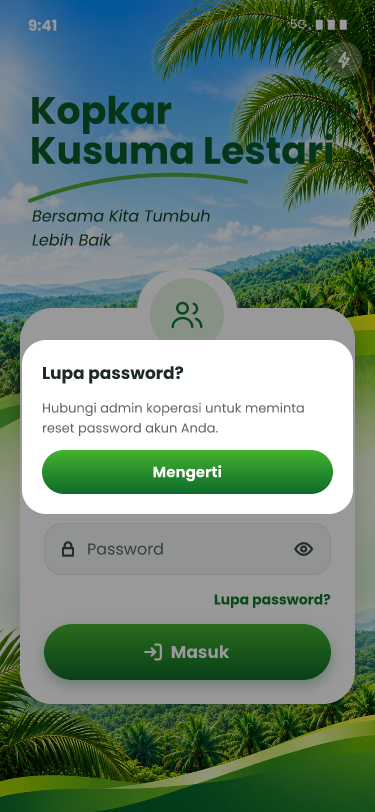 9:41
5G
Kopkar
Kusuma Lestari
Bersama Kita Tumbuh
Lebih Baik
Lupa password?
Hubungi admin koperasi untuk meminta
reset password akun Anda.
Mengerti
Password
Lupa password?
Masuk